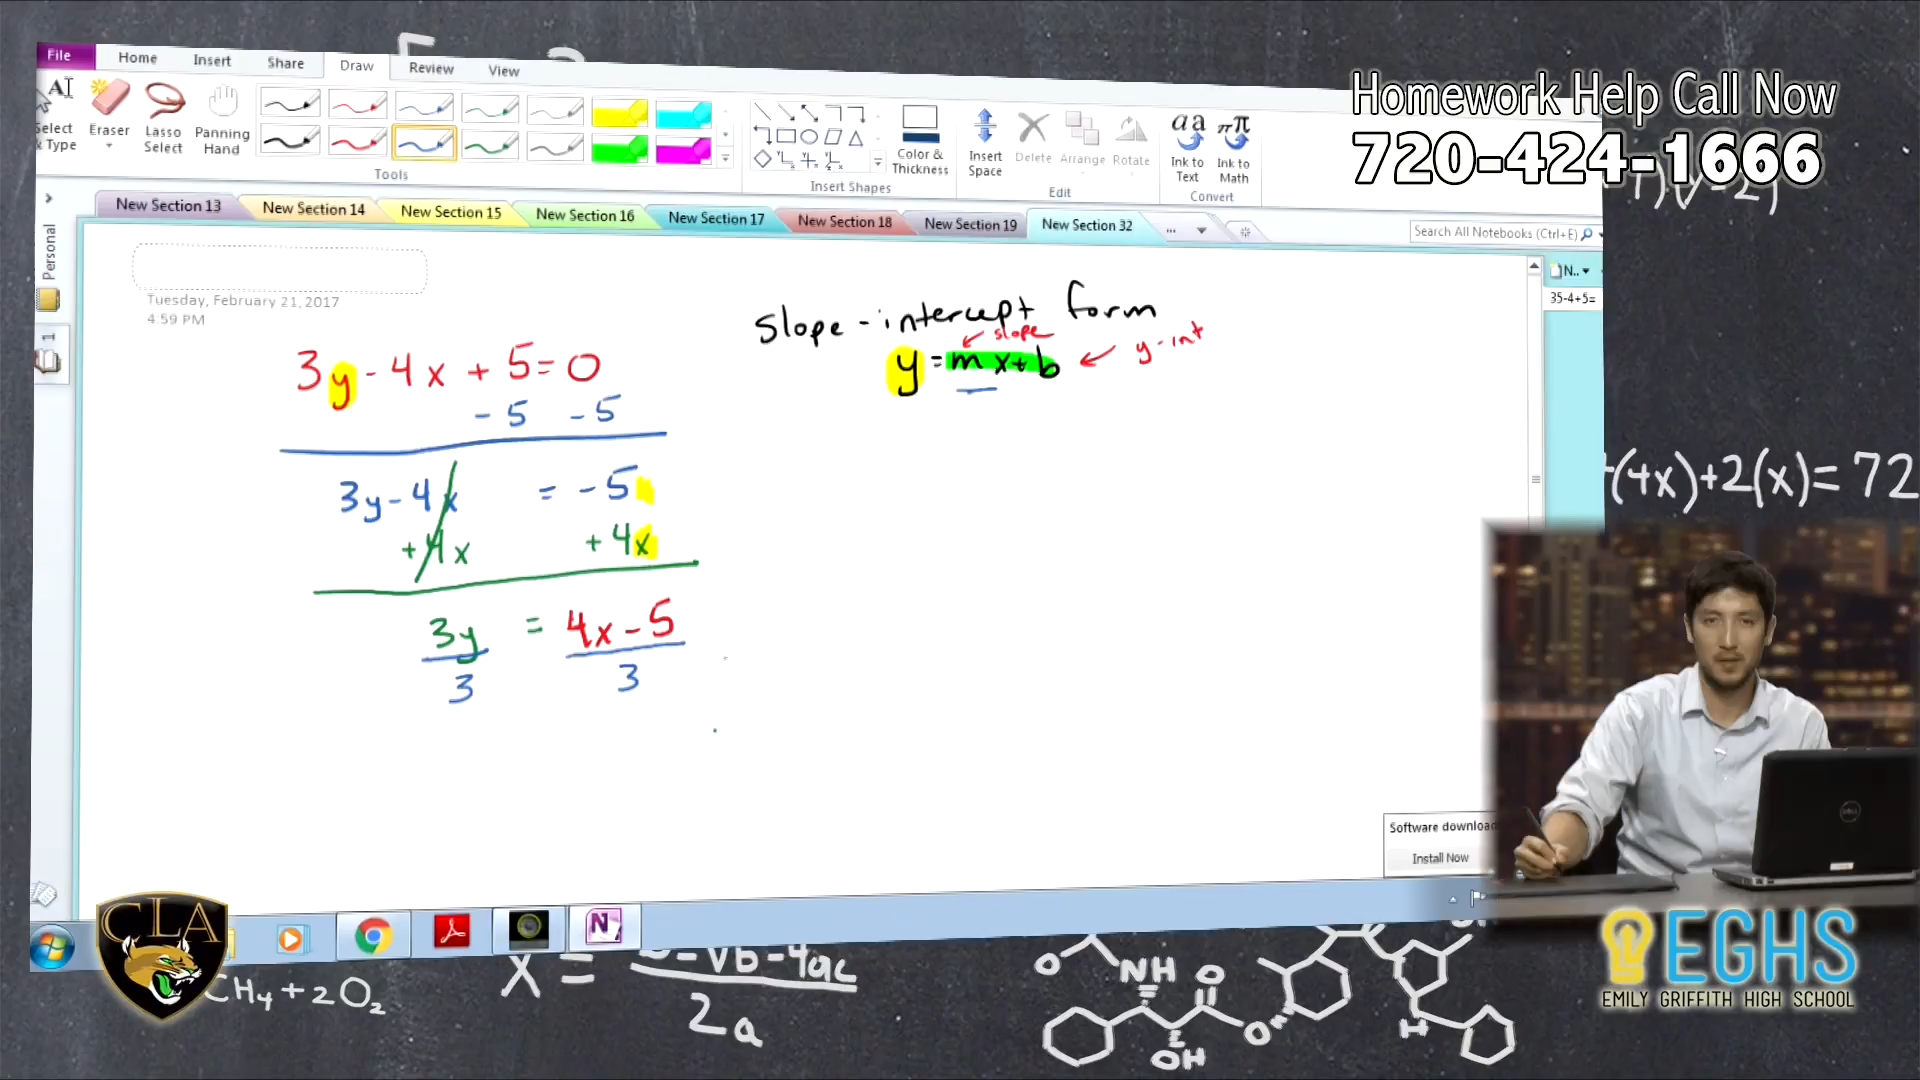 File Home Insert Share Draw Review View
Homework Help Call Now
720-424-1666
Select & Type
Eraser
Lasso Select
Panning Hand
Color & Thickness
Insert Space
Delete
Arrange
Rotate
Ink to Text
Ink to Math
Tools
Insert Shapes
Edit
Convert
New Section 13 New Section 14 New Section 15 New Section 16 New Section 17 New Section 18 New Section 19 New Section 32 ...
Search All Notebooks (Ctrl+E)
Personal
N..
35-4+5=
Tuesday, February 21, 2017
4:59 PM
slope-intercept form
slope
y = mx+b
y-int
3y - 4x + 5 = 0
- 5 - 5
3y - 4x = -5
+ 4x + 4x
3y = 4x - 5
3 3
(4x)+2(x)= 72
Software download
Install Now
CLA
CH₄ + 2O₂
x =
2a
O NH O
O
OH
H
DELL
EGHS
EMILY GRIFFITH HIGH SCHOOL